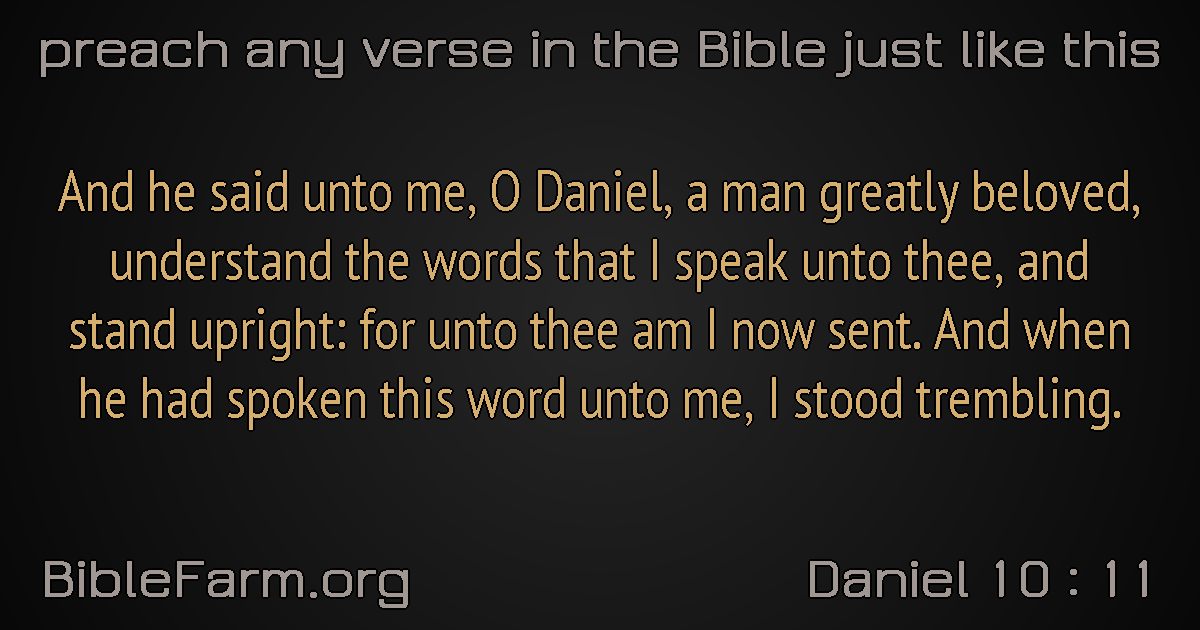 preach any verse in the Bible just like this
And he said unto me, O Daniel, a man greatly beloved,
understand the words that I speak unto thee, and
stand upright: for unto thee am I now sent. And when
he had spoken this word unto me, I stood trembling.
BibleFarm.org
Daniel 10 : 11